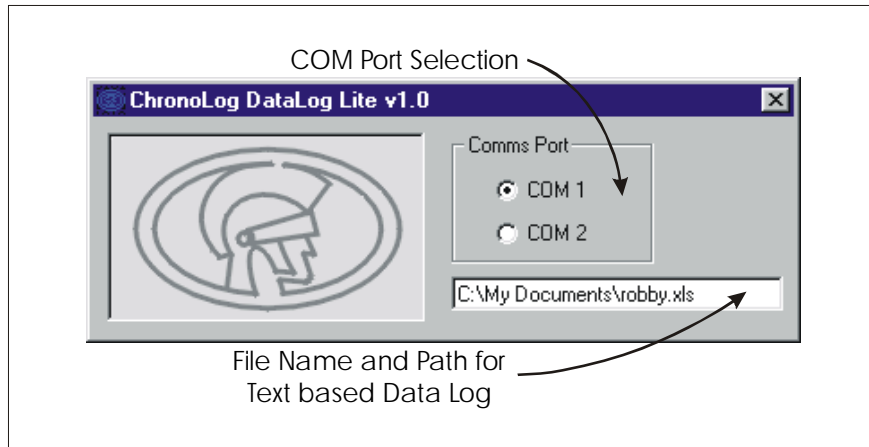 COM Port Selection
ChronoLog DataLog Lite v1.0
Comms Port
COM 1
COM 2
C:\My Documents\robby.xls
File Name and Path for
Text based Data Log